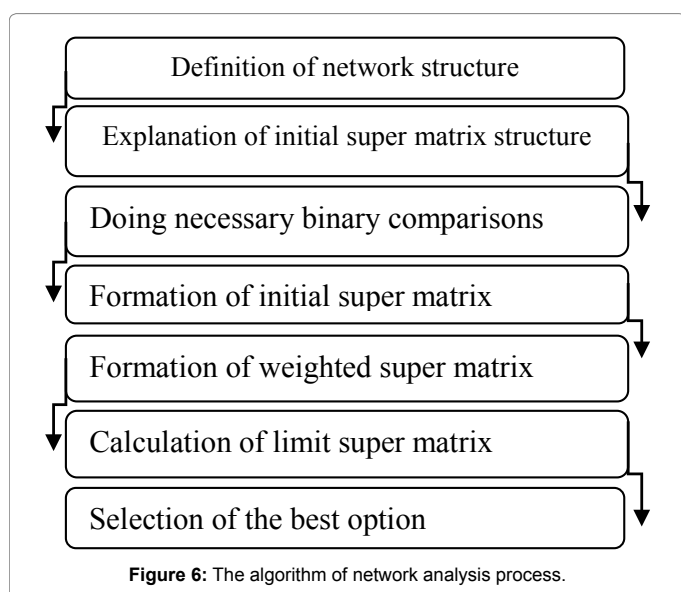 Definition of network structure
Explanation of initial super matrix structure
Doing necessary binary comparisons
Formation of initial super matrix
Formation of weighted super matrix
Calculation of limit super matrix
Selection of the best option
Figure 6: The algorithm of network analysis process.